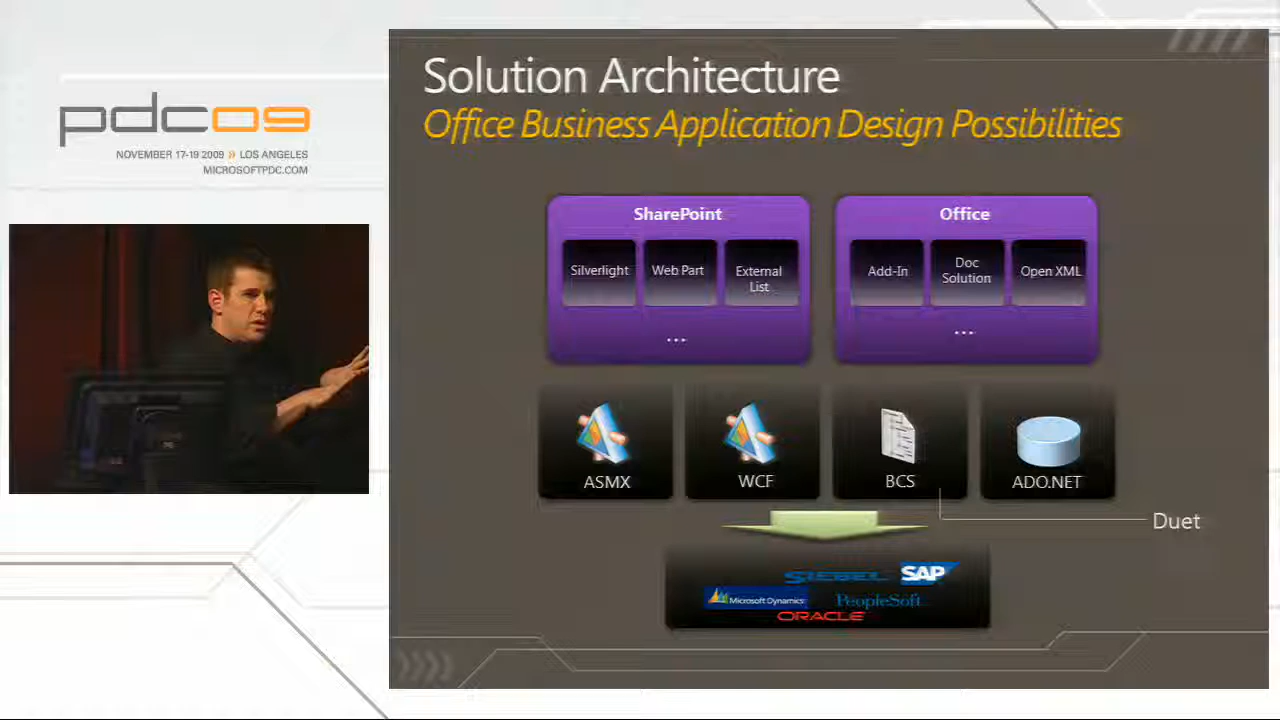 pdc09
NOVEMBER 17-19 2009 » LOS ANGELES
MICROSOFTPDC.COM
Solution Architecture
Office Business Application Design Possibilities
SharePoint
Silverlight
Web Part
External
List
...
Office
Add-In
Doc
Solution
Open XML
...
ASMX
WCF
BCS
ADO.NET
Duet
SIEBEL
SAP
Microsoft Dynamics
PeopleSoft
ORACLE